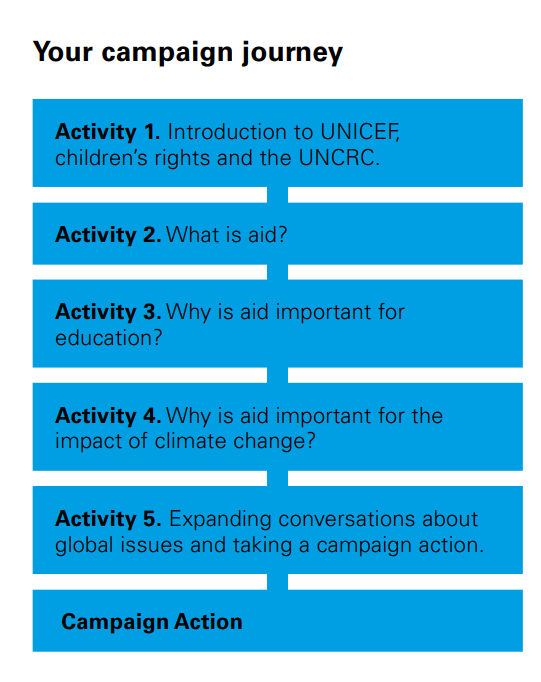 Your campaign journey
Activity 1. Introduction to UNICEF,
children’s rights and the UNCRC.
Activity 2. What is aid?
Activity 3. Why is aid important for
education?
Activity 4. Why is aid important for the
impact of climate change?
Activity 5. Expanding conversations about
global issues and taking a campaign action.
Campaign Action